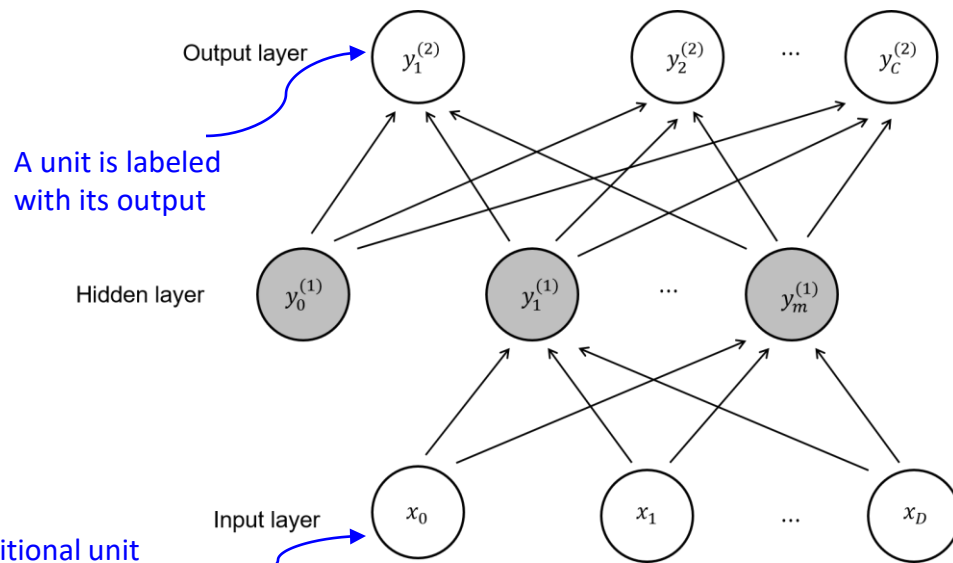 Output layer
y_1^{(2)} y_2^{(2)} ... y_C^{(2)}
A unit is labeled
with its output
Hidden layer
y_0^{(1)} y_1^{(1)} ... y_m^{(1)}
Input layer
x_0 x_1 ... x_D
itional unit